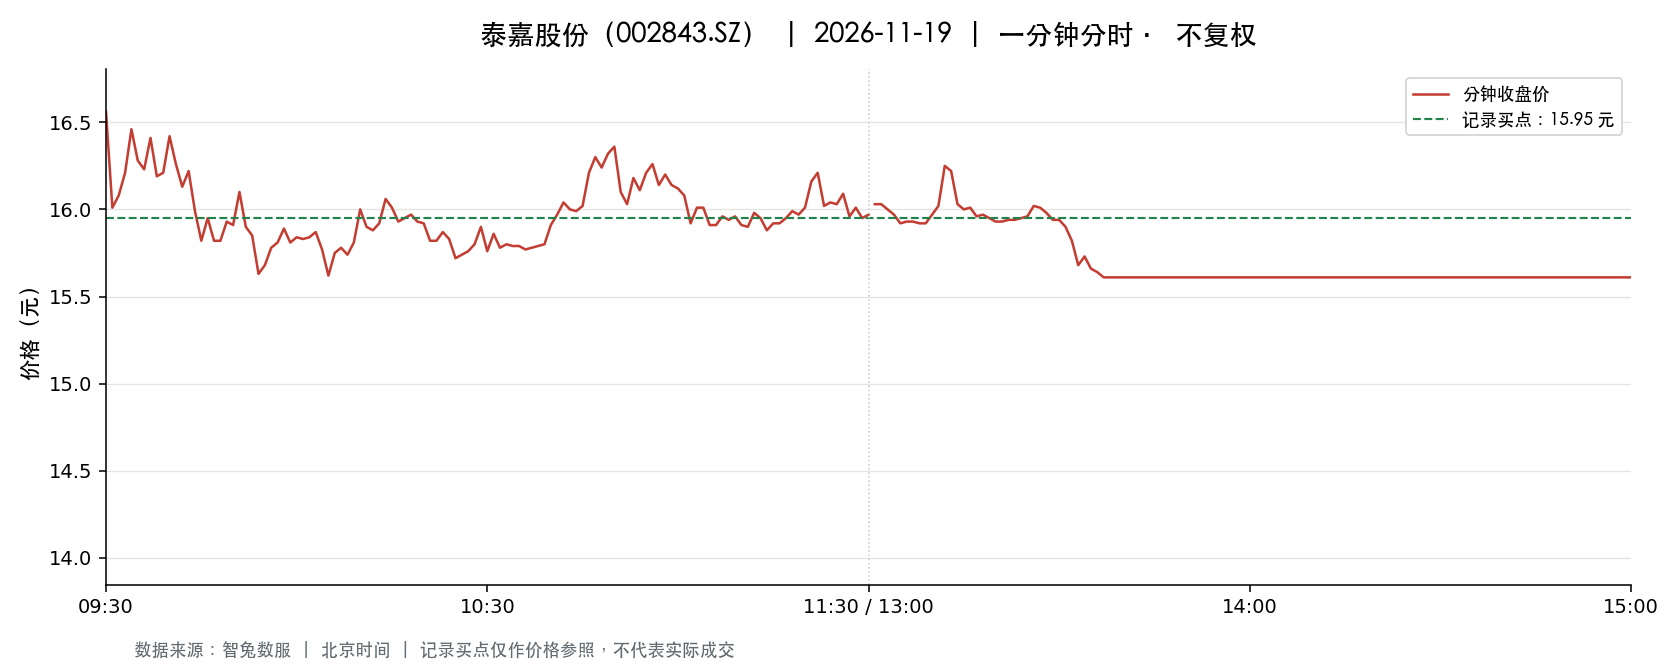 泰嘉股份（002843.SZ） | 2026-11-19 | 一分钟分时 · 不复权
分钟收盘价
记录买点：15.95 元
价格（元）
16.5
16.0
15.5
15.0
14.5
14.0
09:30
10:30
11:30 / 13:00
14:00
15:00
数据来源：智兔数服 | 北京时间 | 记录买点仅作价格参照，不代表实际成交